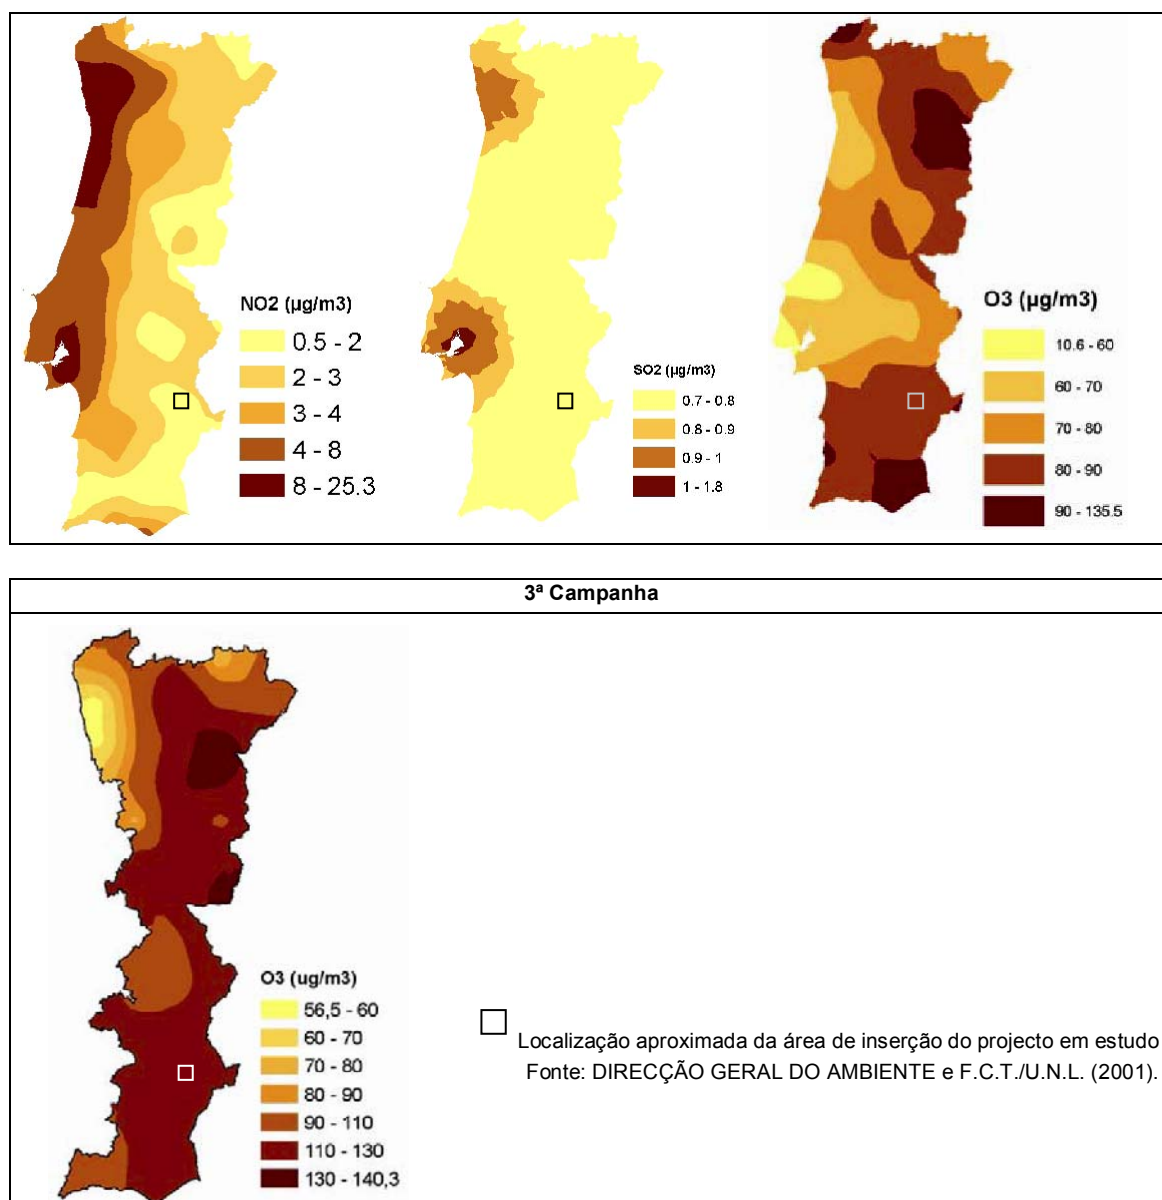 NO2 (µg/m3)
0.5 - 2
2 - 3
3 - 4
4 - 8
8 - 25.3
SO2 (µg/m3)
0.7 - 0.8
0.8 - 0.9
0.9 - 1
1 - 1.8
O3 (µg/m3)
10.6 - 60
60 - 70
70 - 80
80 - 90
90 - 135.5
3ª Campanha
O3 (ug/m3)
56,5 - 60
60 - 70
70 - 80
80 - 90
90 - 110
110 - 130
130 - 140,3
Localização aproximada da área de inserção do projecto em estudo
Fonte: DIRECÇÃO GERAL DO AMBIENTE e F.C.T./U.N.L. (2001).